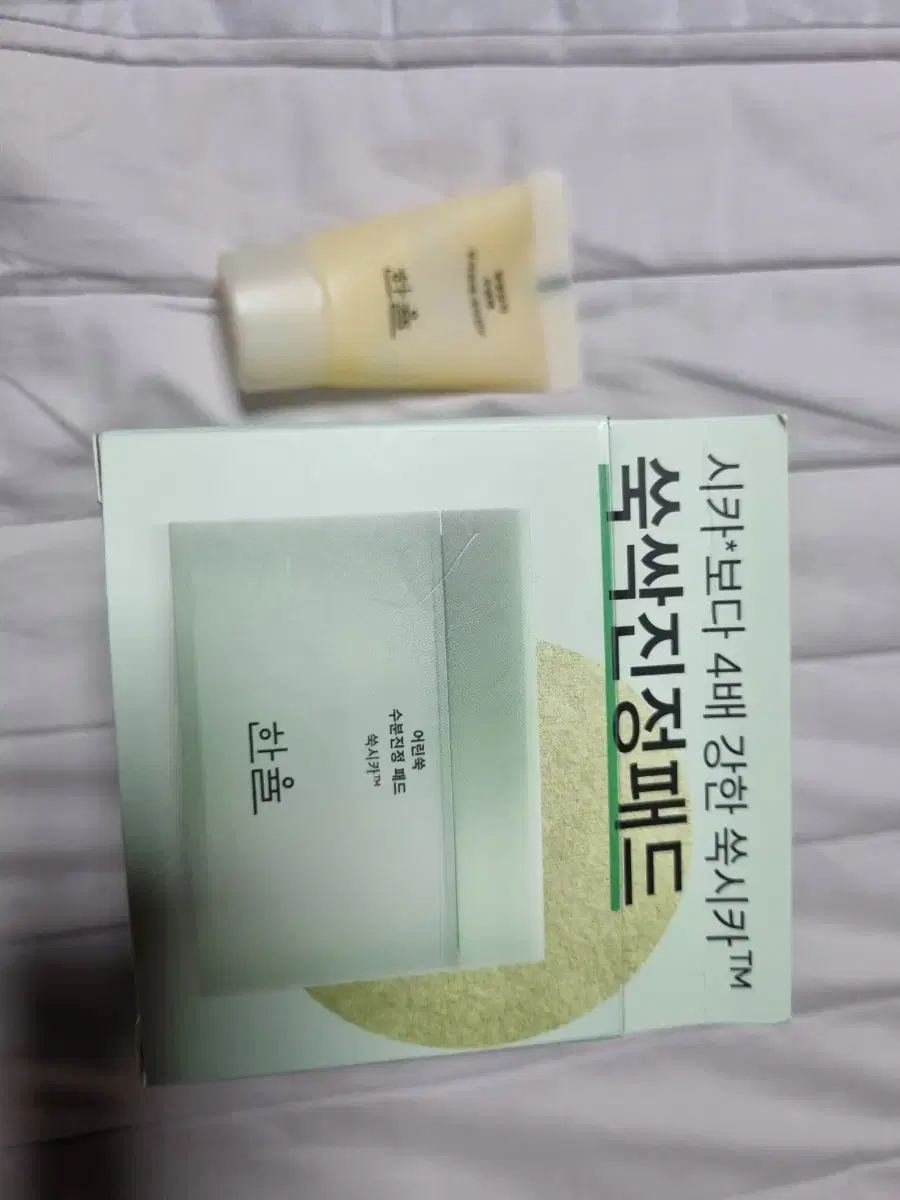 시카*보다 4배 강한 쑥시카™
쑥싹진정패드
어린쑥
수분진정 패드
쑥시카™
한율
한율